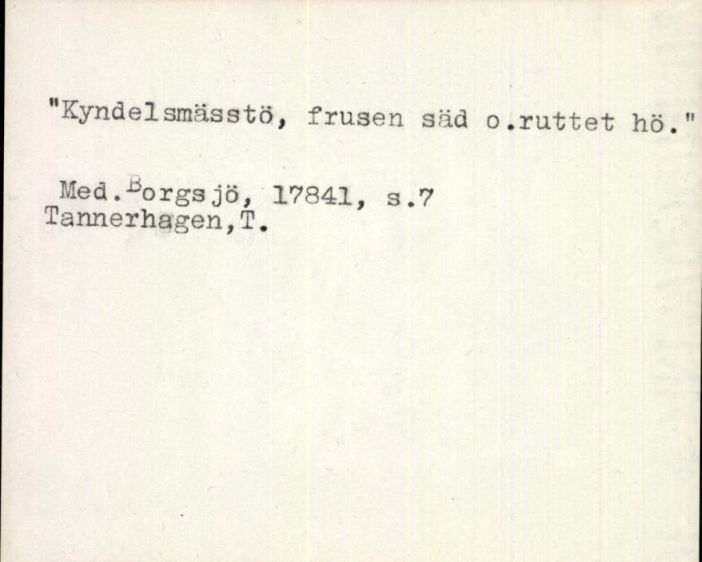 "Kyndelsmässtö, frusen säd o.ruttet hö."
Med.Borgsjö, 17841, s.7
Tannerhagen,T.